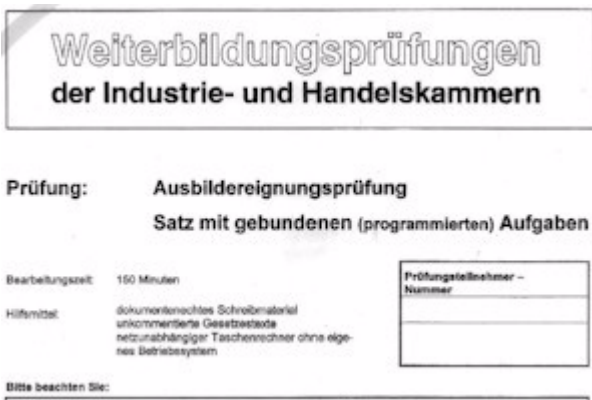 Weiterbildungsprüfungen
der Industrie- und Handelskammern
Prüfung: Ausbildereignungsprüfung
Satz mit gebundenen (programmierten) Aufgaben
Bearbeitungszeit: 150 Minuten
Prüfungsteilnehmer –
Nummer
Hilfsmittel: dokumentenechtes Schreibmaterial
unkommentierte Gesetzestexte
netzunabhängiger Taschenrechner ohne eige-
nes Betriebssystem
Bitte beachten Sie: